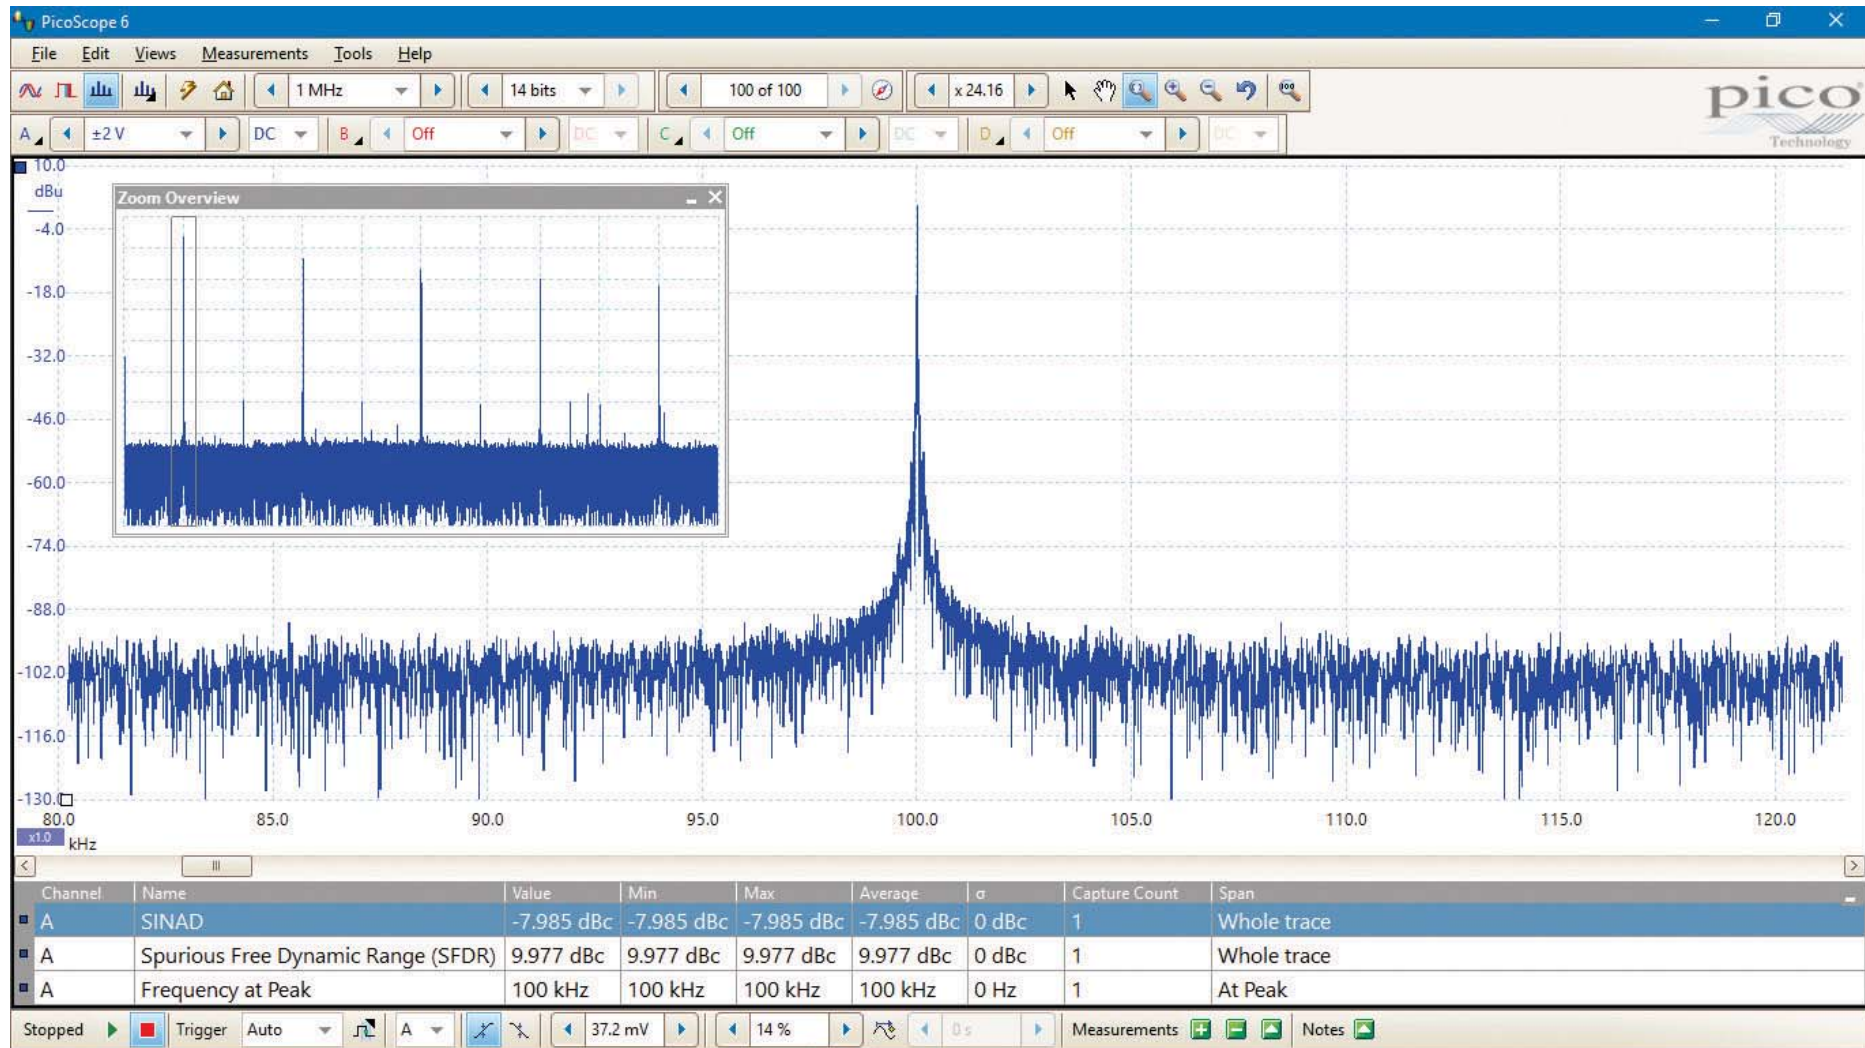 PicoScope 6
File Edit Views Measurements Tools Help
1 MHz 14 bits 100 of 100 x 24.16
pico
Technology
A ±2 V DC B Off DC C Off DC D Off DC
10.0
dBu
Zoom Overview
-4.0
-18.0
-32.0
-46.0
-60.0
-74.0
-88.0
-102.0
-116.0
-130.0
80.0 85.0 90.0 95.0 100.0 105.0 110.0 115.0 120.0
x1.0 kHz
Channel Name Value Min Max Average σ Capture Count Span
A SINAD -7.985 dBc -7.985 dBc -7.985 dBc -7.985 dBc 0 dBc 1 Whole trace
A Spurious Free Dynamic Range (SFDR) 9.977 dBc 9.977 dBc 9.977 dBc 9.977 dBc 0 dBc 1 Whole trace
A Frequency at Peak 100 kHz 100 kHz 100 kHz 100 kHz 0 Hz 1 At Peak
Stopped Trigger Auto A 37.2 mV 14 % 0 s Measurements Notes